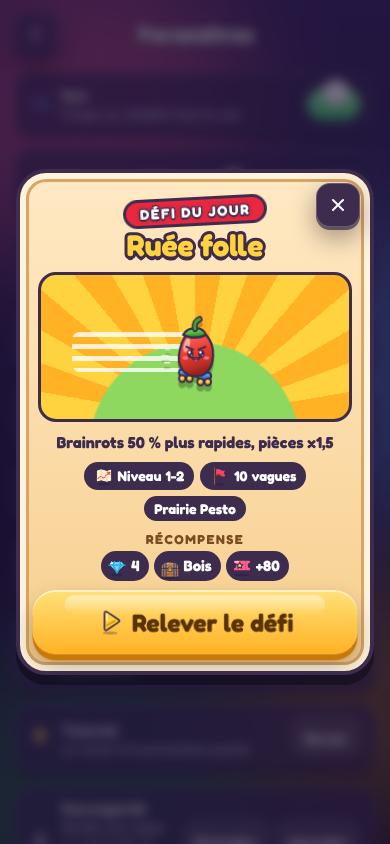 DÉFI DU JOUR
Ruée folle
Brainrots 50 % plus rapides, pièces x1,5
Niveau 1-2
10 vagues
Prairie Pesto
RÉCOMPENSE
4
Bois
+80
Relever le défi